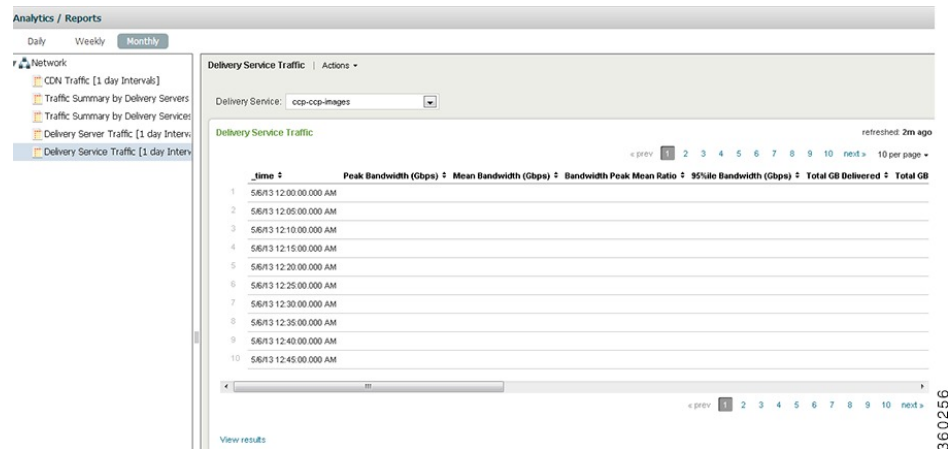 Analytics / Reports
Daily Weekly Monthly
Network
CDN Traffic [1 day Intervals]
Traffic Summary by Delivery Servers
Traffic Summary by Delivery Services
Delivery Server Traffic [1 day Interv
Delivery Service Traffic [1 day Interv
Delivery Service Traffic | Actions
Delivery Service: ccp-ccp-images
Delivery Service Traffic refreshed: 2m ago
« prev 1 2 3 4 5 6 7 8 9 10 next » 10 per page
_time Peak Bandwidth (Gbps) Mean Bandwidth (Gbps) Bandwidth Peak Mean Ratio 95%ile Bandwidth (Gbps) Total GB Delivered Total GB
1 5/6/13 12:00:00.000 AM
2 5/6/13 12:05:00.000 AM
3 5/6/13 12:10:00.000 AM
4 5/6/13 12:15:00.000 AM
5 5/6/13 12:20:00.000 AM
6 5/6/13 12:25:00.000 AM
7 5/6/13 12:30:00.000 AM
8 5/6/13 12:35:00.000 AM
9 5/6/13 12:40:00.000 AM
10 5/6/13 12:45:00.000 AM
« prev 1 2 3 4 5 6 7 8 9 10 next »
View results
360256